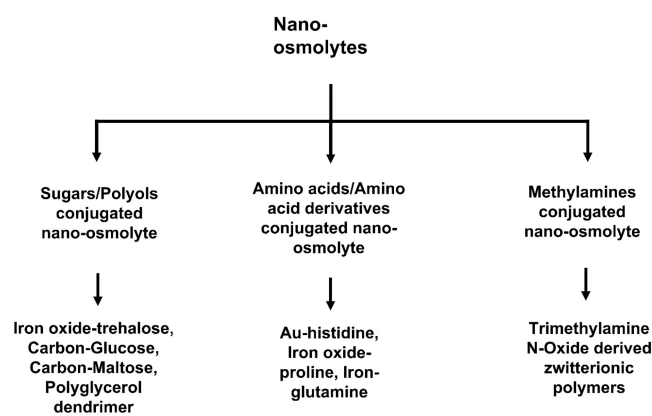 Nano-
osmolytes
Sugars/Polyols
conjugated
nano-osmolyte
Amino acids/Amino
acid derivatives
conjugated nano-
osmolyte
Methylamines
conjugated
nano-osmolyte
Iron oxide-trehalose,
Carbon-Glucose,
Carbon-Maltose,
Polyglycerol
dendrimer
Au-histidine,
Iron oxide-
proline, Iron-
glutamine
Trimethylamine
N-Oxide derived
zwitterionic
polymers